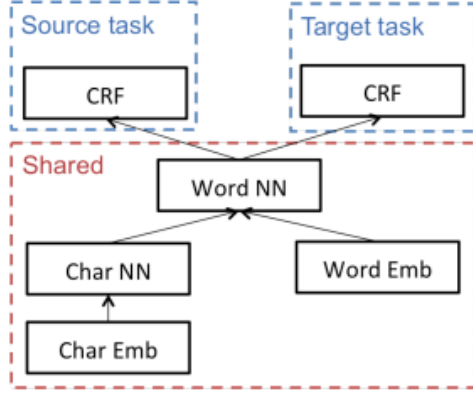 Source task
Target task
CRF
CRF
Shared
Word NN
Char NN
Word Emb
Char Emb